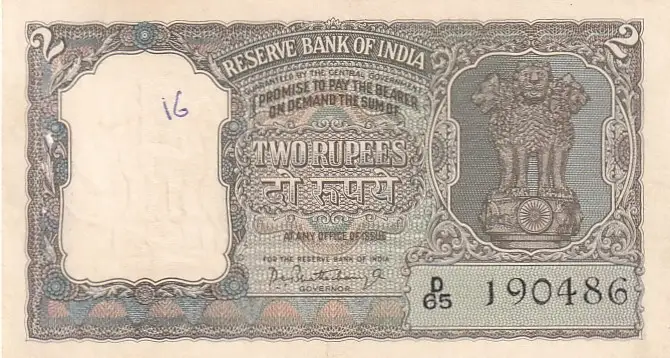 2
2
RESERVE BANK OF INDIA
GUARANTEED BY THE CENTRAL GOVERNMENT
I PROMISE TO PAY THE BEARER
ON DEMAND THE SUM OF
16
TWO RUPEES
दो रुपये
AT ANY OFFICE OF ISSUE
FOR THE RESERVE BANK OF INDIA
GOVERNOR
D/65 190486